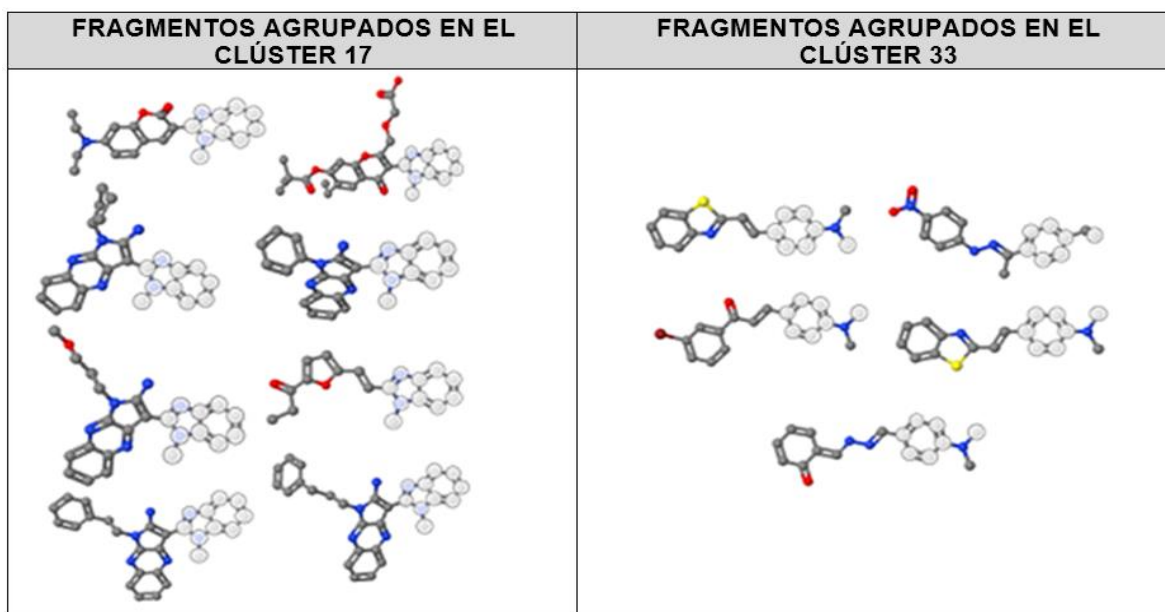 FRAGMENTOS AGRUPADOS EN EL
CLÚSTER 17
FRAGMENTOS AGRUPADOS EN EL
CLÚSTER 33